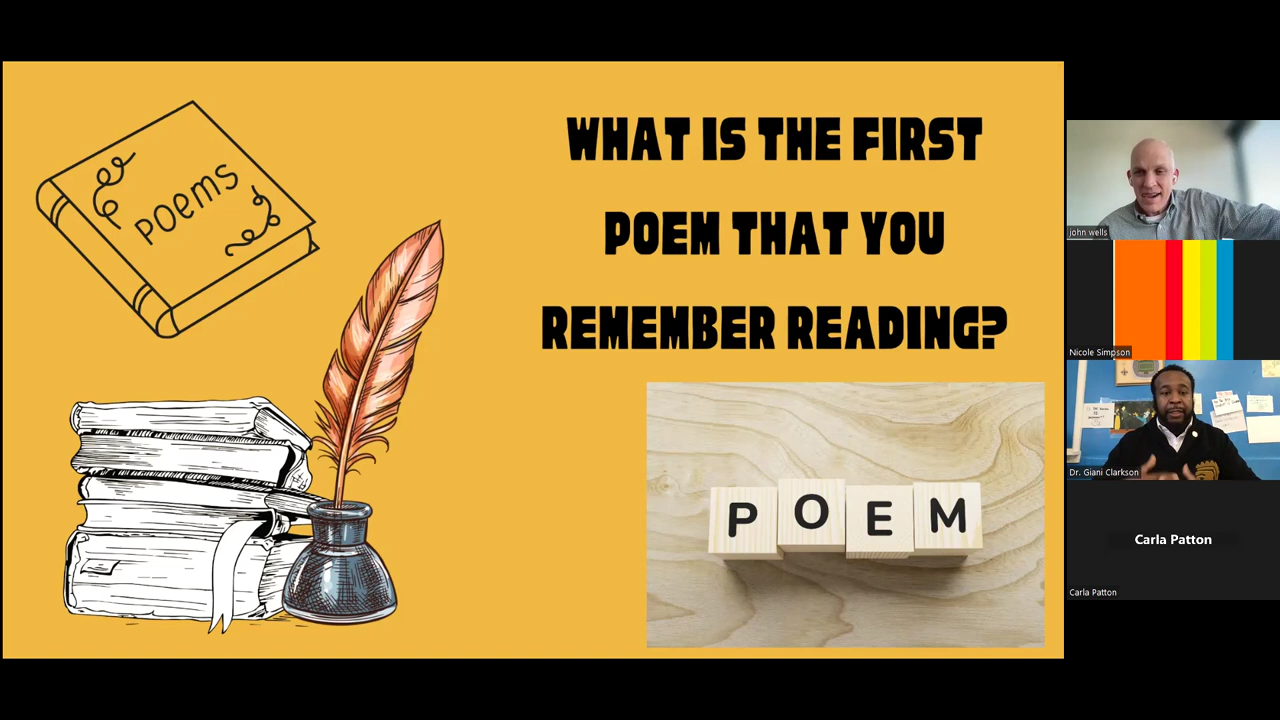 WHAT IS THE FIRST
POEM THAT YOU
REMEMBER READING?
poems
POEM
john wells
Nicole Simpson
Dr. Giani Clarkson
Carla Patton
Carla Patton